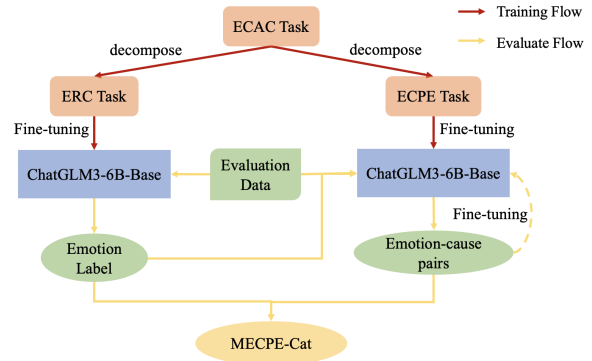 ECAC Task
Training Flow
Evaluate Flow
decompose
decompose
ERC Task
ECPE Task
Fine-tuning
Fine-tuning
ChatGLM3-6B-Base
Evaluation
Data
ChatGLM3-6B-Base
Fine-tuning
Emotion
Label
Emotion-cause
pairs
MECPE-Cat